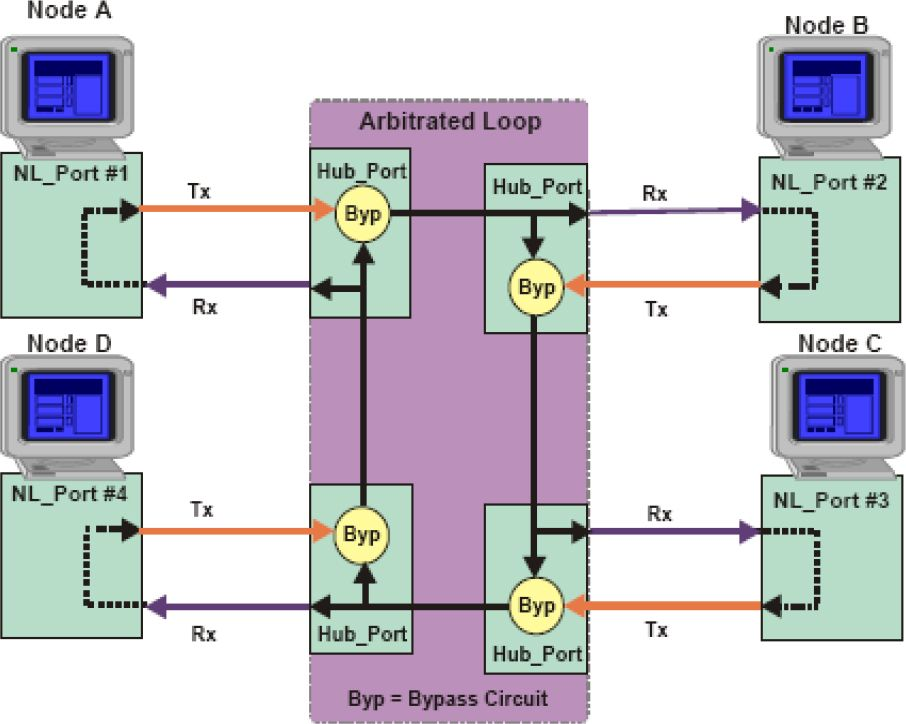 Node A
Node B
Arbitrated Loop
NL_Port #1
Hub_Port
Hub_Port
NL_Port #2
Tx
Byp
Rx
Byp
Rx
Tx
Node D
Node C
NL_Port #4
NL_Port #3
Tx
Byp
Rx
Byp
Rx
Hub_Port
Tx
Hub_Port
Byp = Bypass Circuit